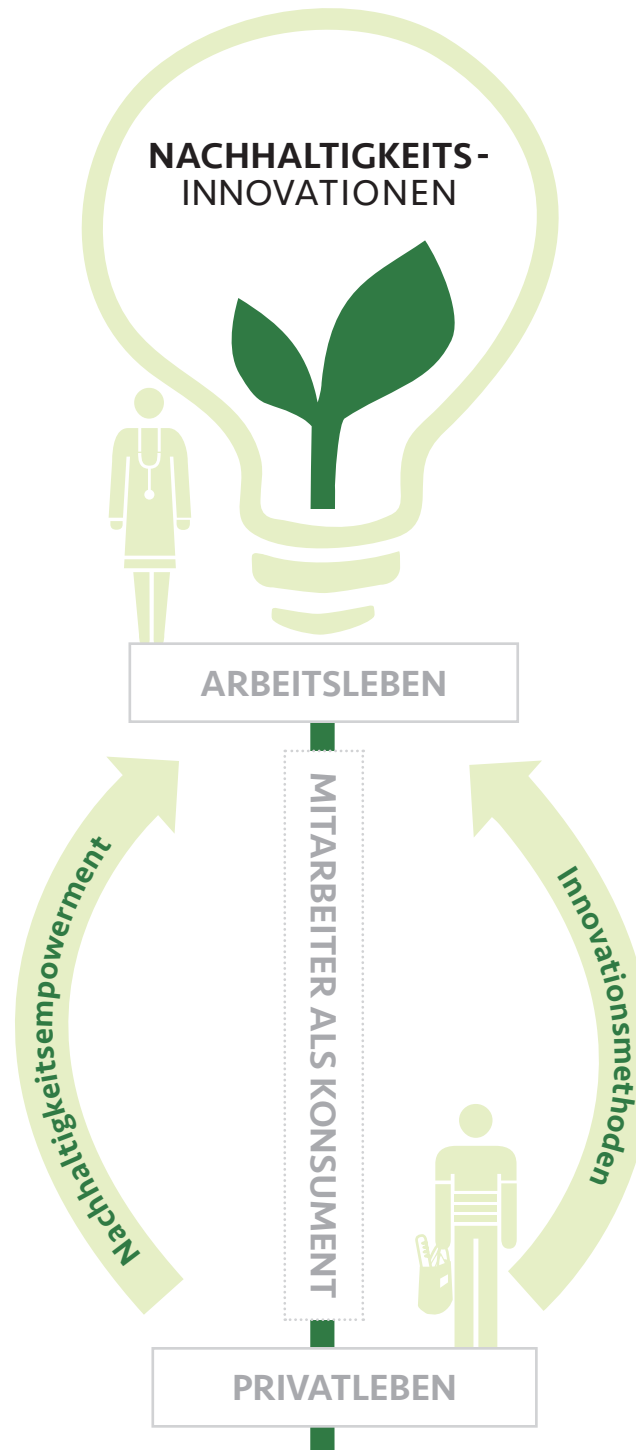 NACHHALTIGKEITS-
INNOVATIONEN
ARBEITSLEBEN
Nachhaltigkeitsempowerment
MITARBEITER ALS KONSUMENT
Innovationsmethoden
PRIVATLEBEN